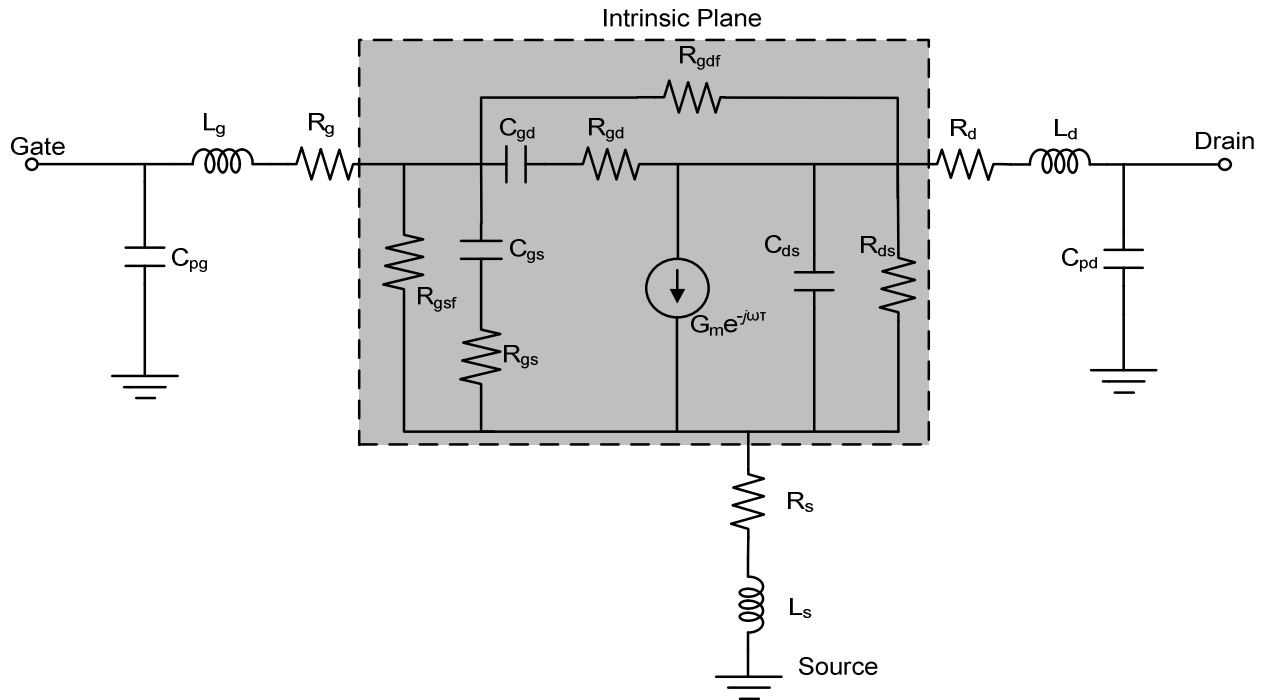 Intrinsic Plane
Rgdf
Lg
Rg
Cgd
Rgd
Rd
Ld
Gate
Drain
Cpg
Rgsf
Cgs
Rgs
Gme-jωτ
Cds
Rds
Cpd
Rs
Ls
Source